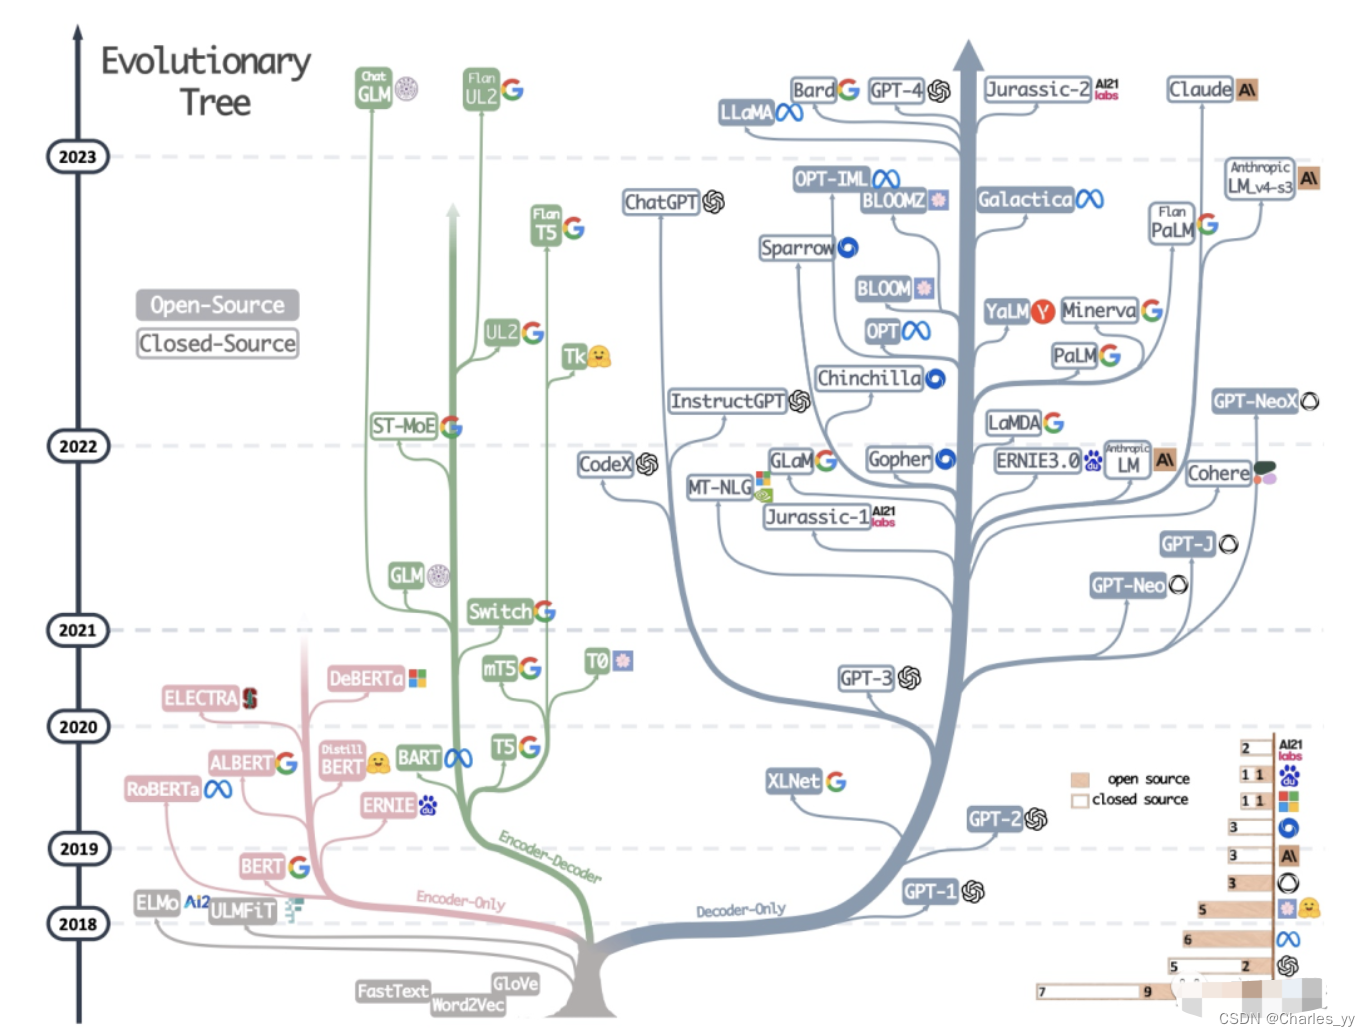 Evolutionary
Tree
2023
2022
2021
2020
2019
2018
Open-Source
Closed-Source
Chat
GLM
Flan
UL2
Flan
T5
UL2
Tk
ST-MoE
GLM
Switch
mT5
T0
T5
BART
Encoder-Decoder
DeBERTa
ELECTRA
ALBERT
Distill
BERT
RoBERTa
ERNIE
BERT
Encoder-Only
ELMo
Ai2
ULMFiT
FastText
Word2Vec
GloVe
LLaMA
Bard
GPT-4
Jurassic-2
AI21
labs
Claude
A\
OPT-IML
BLOOMZ
Galactica
Anthropic
LM_v4-s3
A\
ChatGPT
Sparrow
Flan
PaLM
BLOOM
OPT
YaLM
Minerva
PaLM
Chinchilla
InstructGPT
GPT-NeoX
LaMDA
CodeX
GLaM
Gopher
ERNIE3.0
du
Anthropic
LM
A\
Cohere
MT-NLG
Jurassic-1
AI21
labs
GPT-J
GPT-Neo
GPT-3
XLNet
GPT-2
GPT-1
Decoder-Only
open source
closed source
2
AI21
labs
1 1
du
1 1
3
3
A\
3
5
6
5 2
7 9
CSDN @Charles_yy